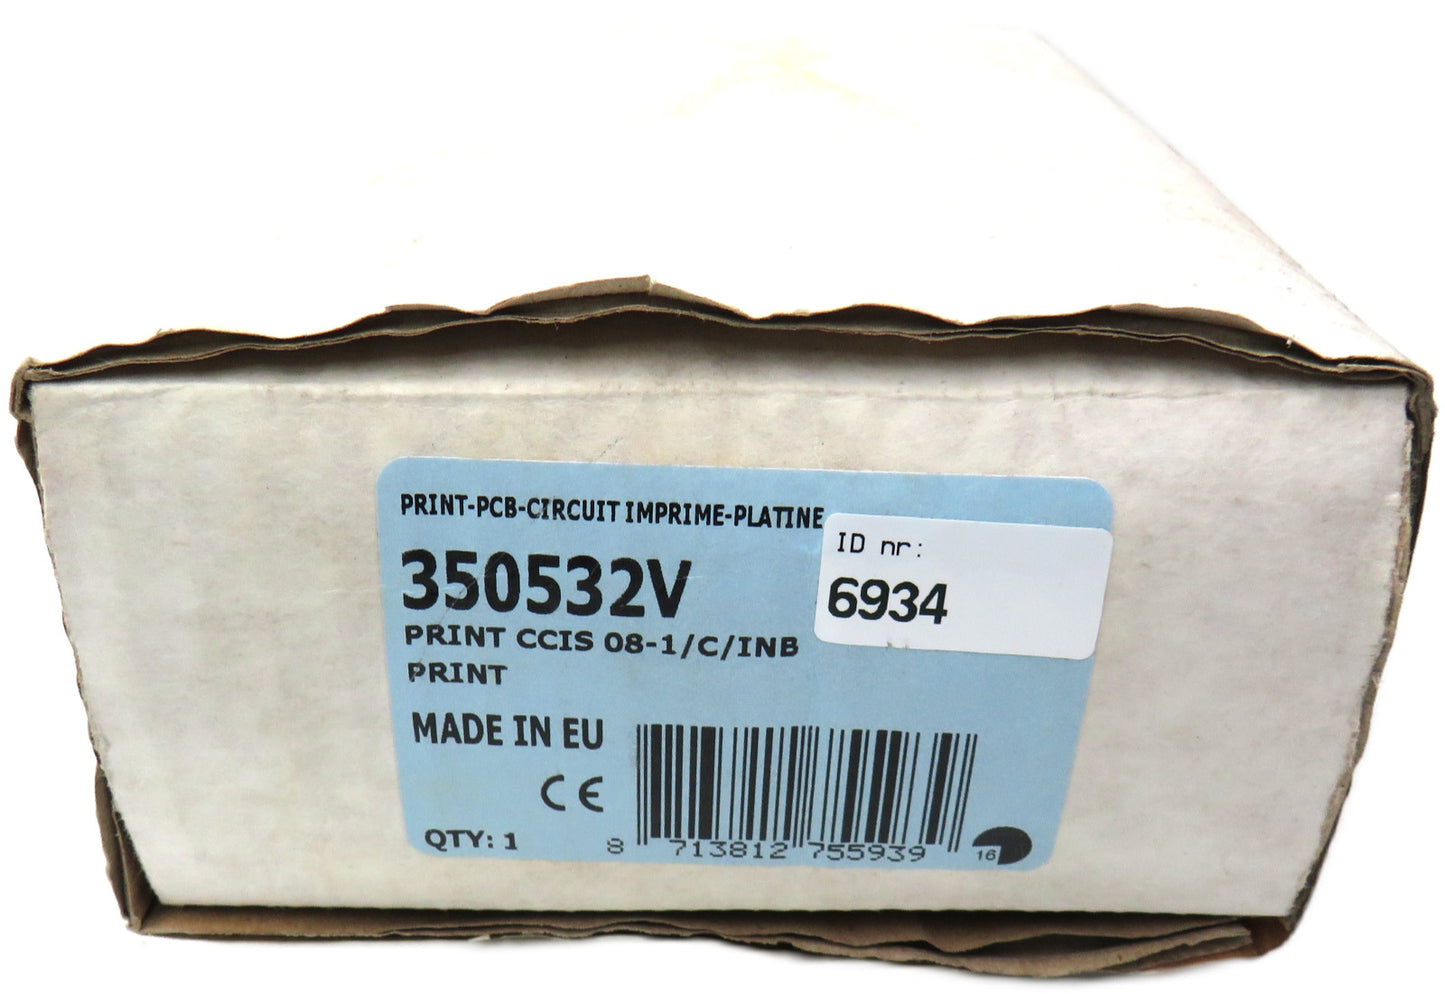 PRINT-PCB-CIRCUIT IMPRIME-PLATINE
ID nr:
6934
350532V
PRINT CCIS 08-1/C/INB
PRINT
MADE IN EU
CE
QTY: 1
8 713812 755939
16